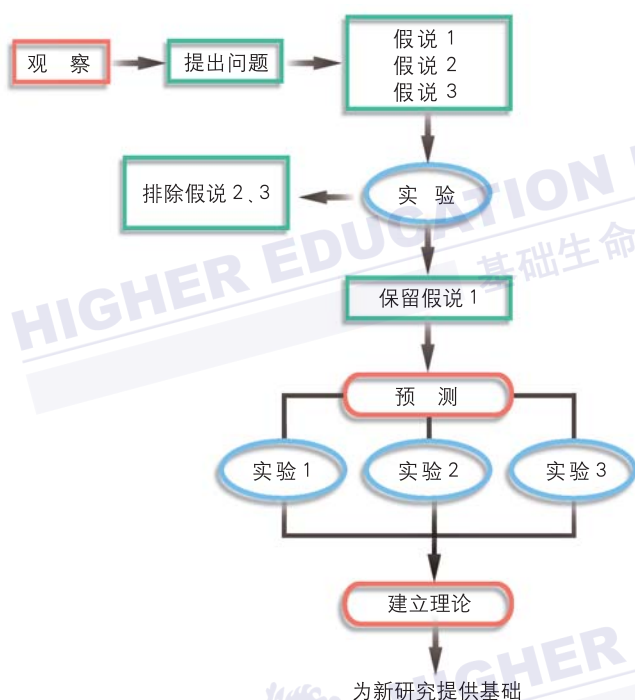 观 察
提出问题
假说 1
假说 2
假说 3
排除假说 2、3
实 验
保留假说 1
预 测
实验 1
实验 2
实验 3
建立理论
为新研究提供基础
HIGHER EDUCATION
基础生命
HIGHER